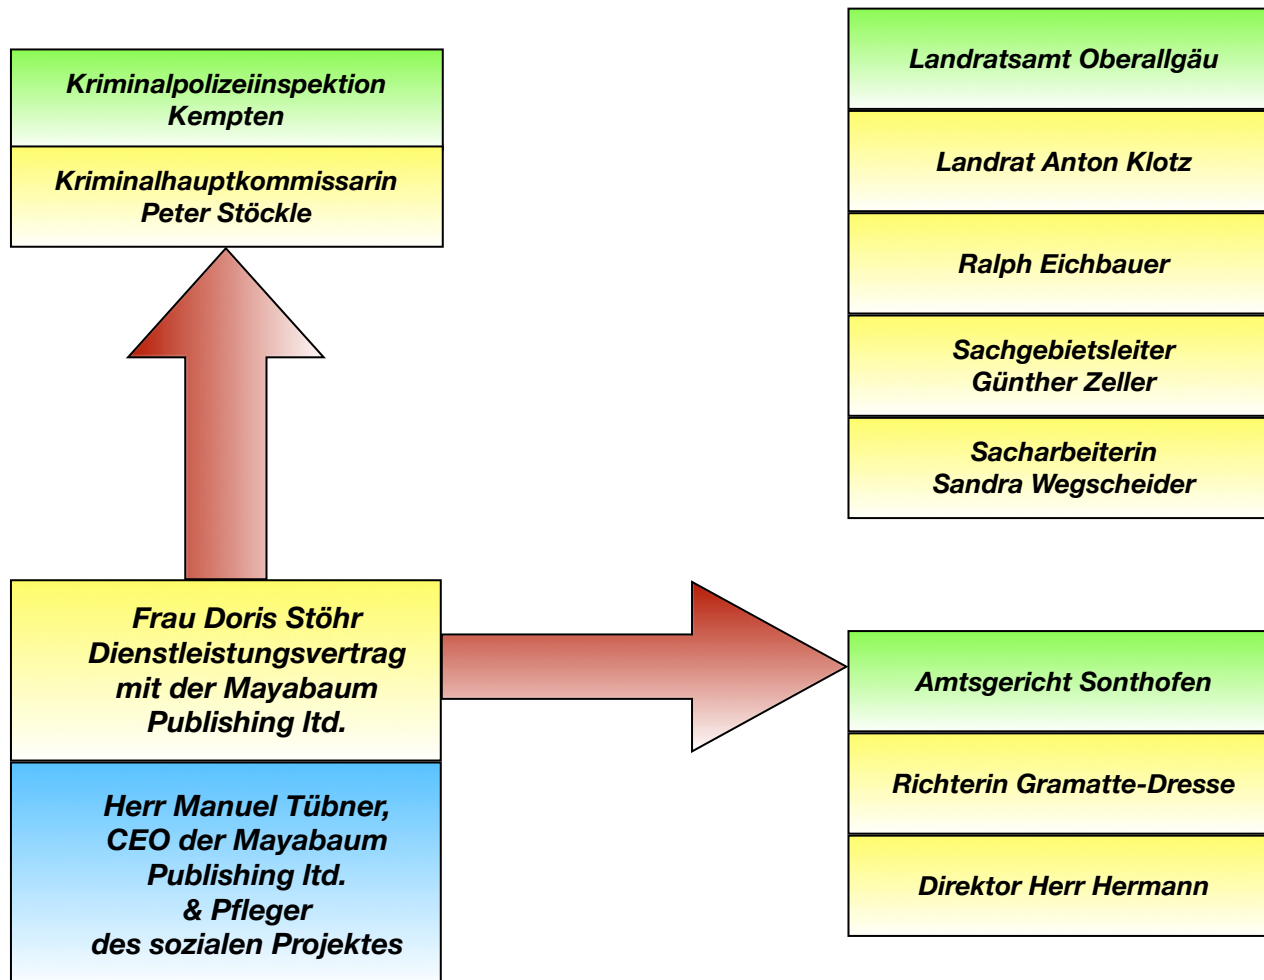 Kriminalpolizeiinspektion
Kempten
Kriminalhauptkommissarin
Peter Stöckle
Frau Doris Stöhr
Dienstleistungsvertrag
mit der Mayabaum
Publishing ltd.
Herr Manuel Tübner,
CEO der Mayabaum
Publishing ltd.
& Pfleger
des sozialen Projektes
Landratsamt Oberallgäu
Landrat Anton Klotz
Ralph Eichbauer
Sachgebietsleiter
Günther Zeller
Sacharbeiterin
Sandra Wegscheider
Amtsgericht Sonthofen
Richterin Gramatte-Dresse
Direktor Herr Hermann